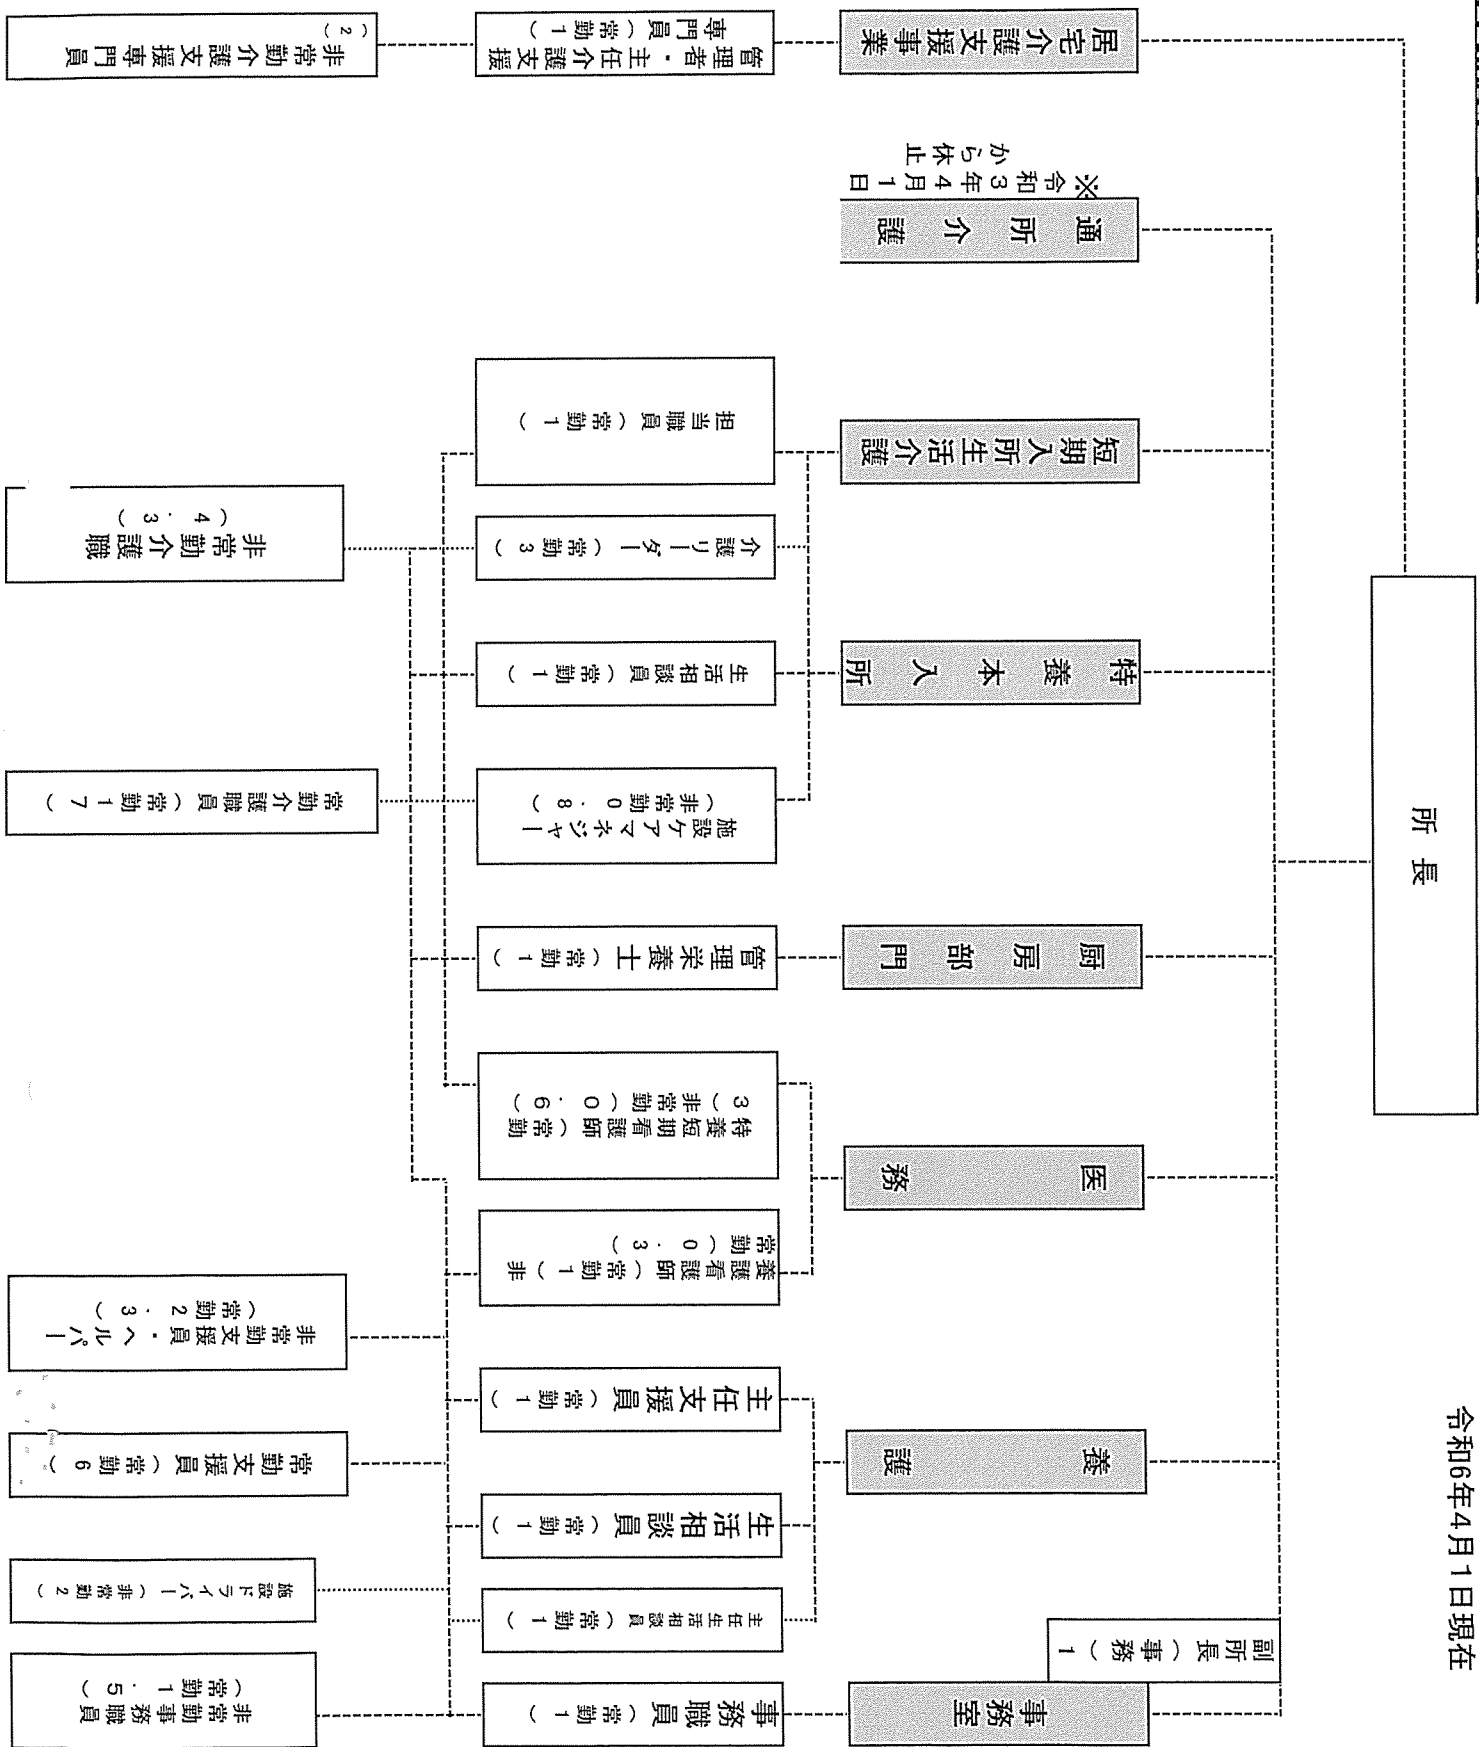 令和6年4月1日現在
所 長
副所長（事務）1
事務室
養護
医務
厨房部門
特養本入所
短期入所生活介護
通所介護
※令和3年4月1日
から休止
居宅介護支援事業
事務職員（常勤1）
主任生活相談員（常勤1）
生活相談員（常勤1）
主任支援員（常勤1）
養護看護師（常勤1）非
常勤（0.3）
特養短期看護師（常勤
3）非常勤（0.6）
管理栄養士（常勤1）
施設ケアマネジャー
（非常勤0.8）
生活相談員（常勤1）
介護リーダー（常勤3）
担当職員（常勤1）
管理者・主任介護支援
専門員（常勤1）
非常勤事務職員
（常勤1.5）
施設ドライバー（非常勤2）
常勤支援員（常勤6）
非常勤支援員・ヘルパー
（常勤2.3）
常勤介護職員（常勤17）
非常勤介護職
（4.3）
非常勤介護支援専門員
（2）